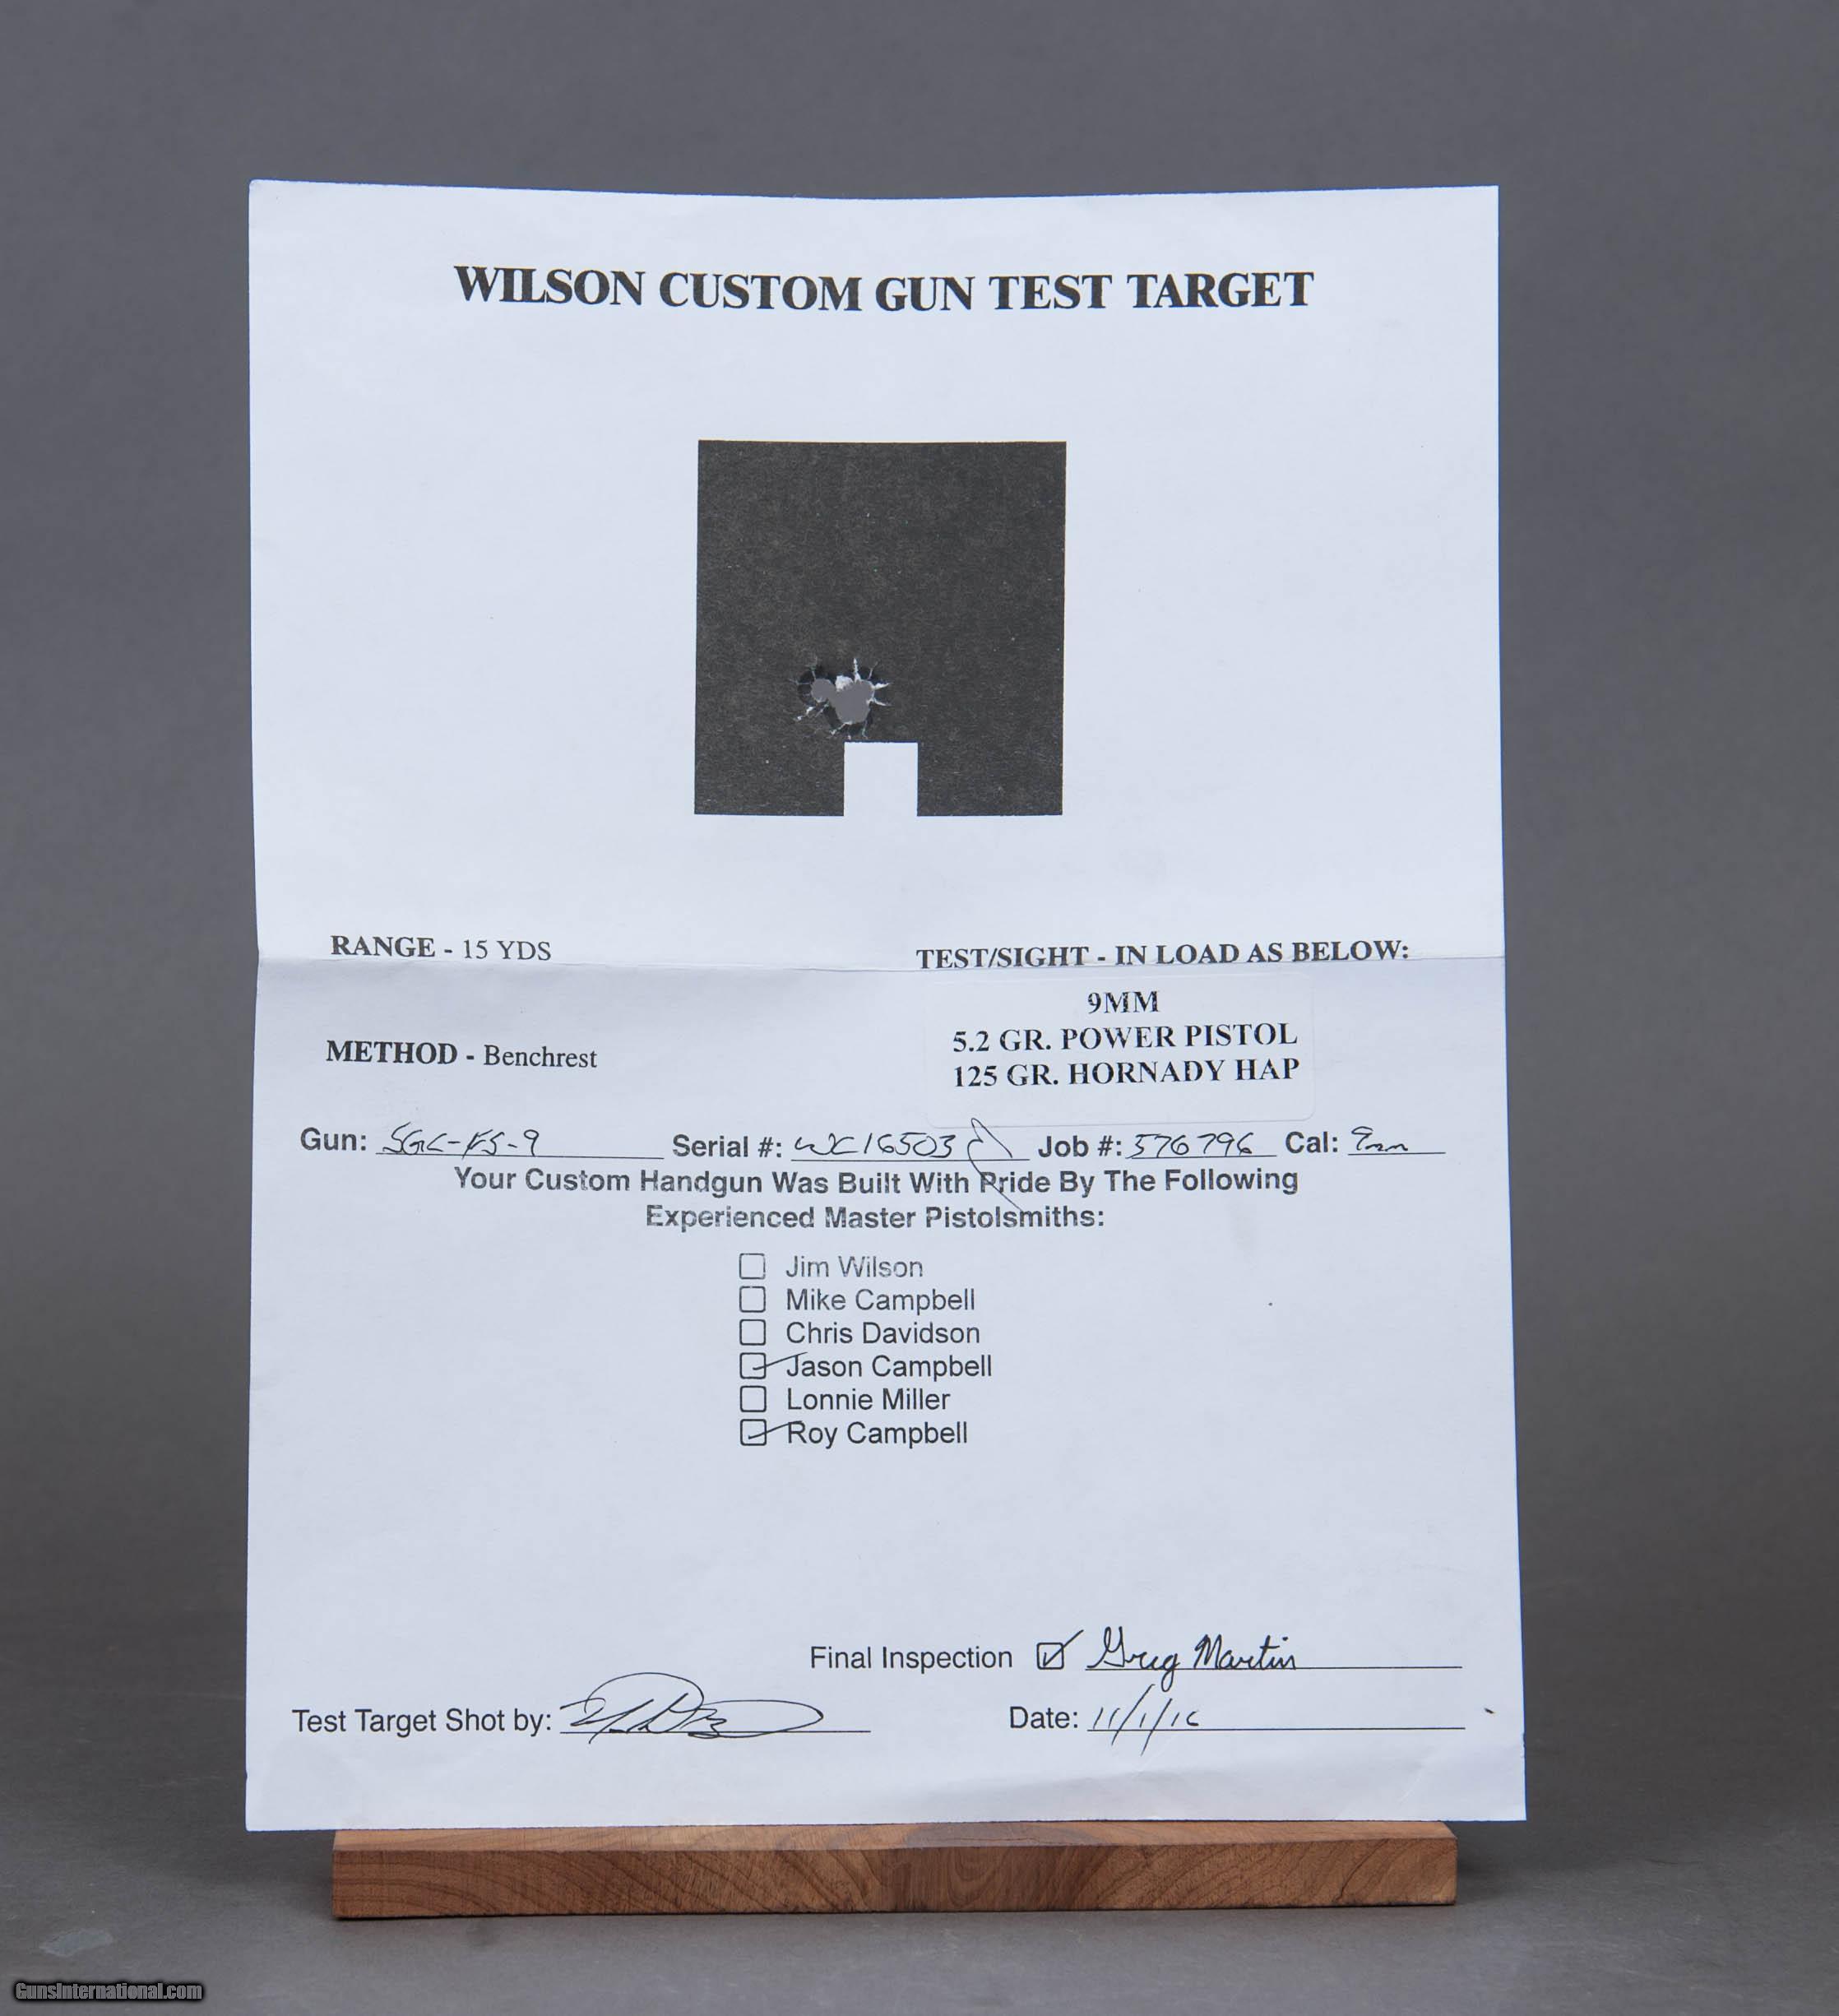 WILSON CUSTOM GUN TEST TARGET
RANGE - 15 YDS
TEST/SIGHT - IN LOAD AS BELOW:
9MM
5.2 GR. POWER PISTOL
125 GR. HORNADY HAP
METHOD - Benchrest
Gun: SGC-FS-9 Serial #: WC16503 Job #: 576796 Cal: 9mm
Your Custom Handgun Was Built With Pride By The Following
Experienced Master Pistolsmiths:
Jim Wilson
Mike Campbell
Chris Davidson
Jason Campbell
Lonnie Miller
Roy Campbell
Final Inspection Greg Martin
Test Target Shot by:
Date: 11/1/16
GunsInternational.com